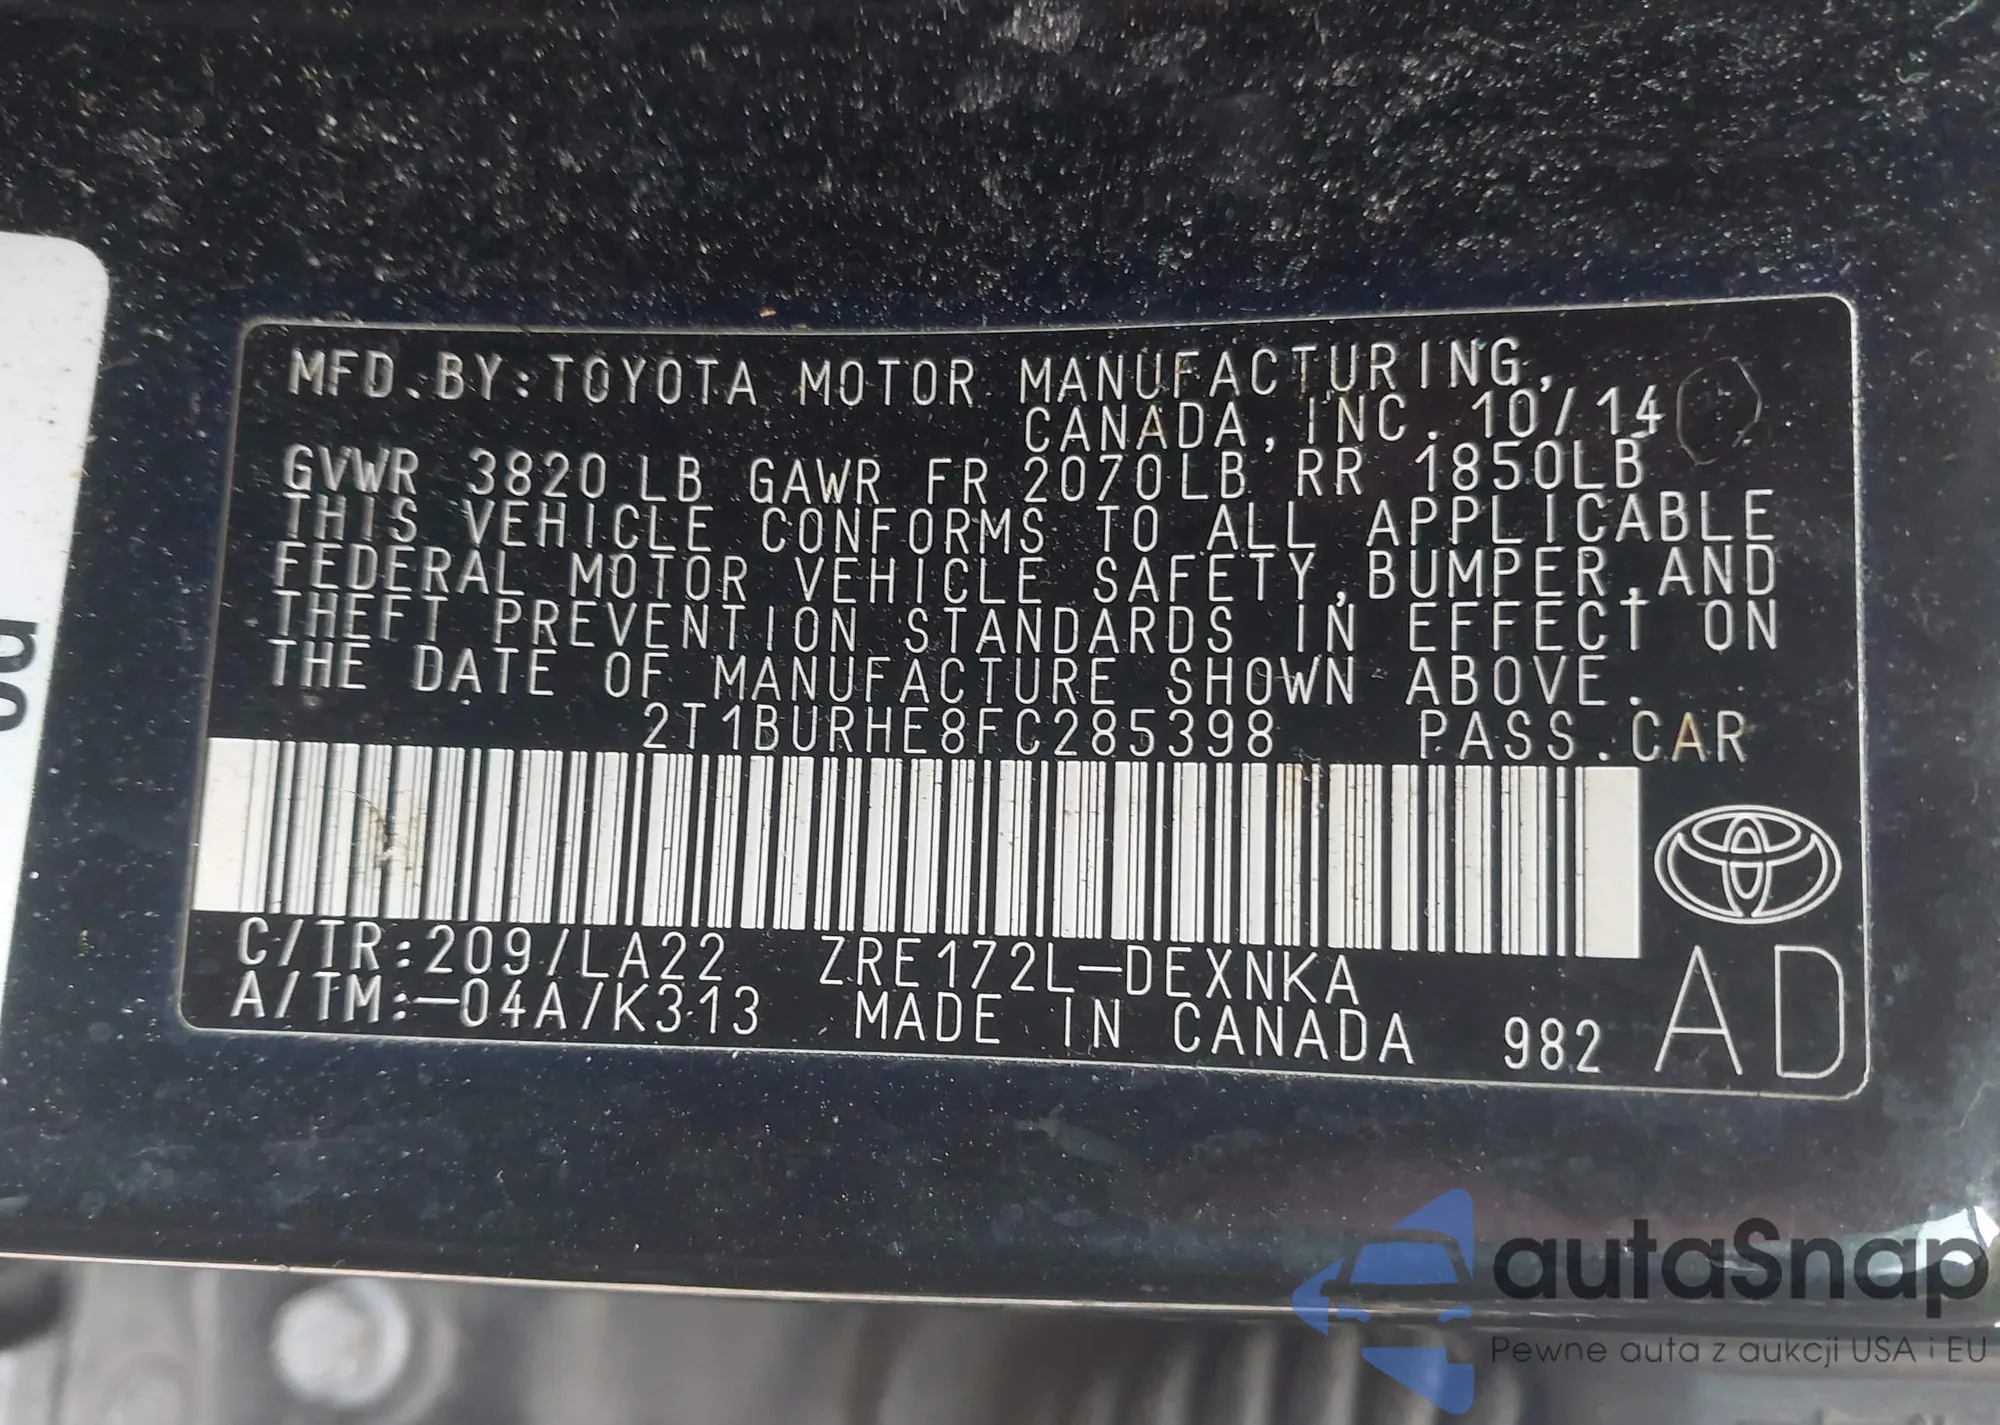 MFD.BY:TOYOTA MOTOR MANUFACTURING,
CANADA, INC. 10/14
GVWR 3820LB GAWR FR 2070LB RR 1850LB
THIS VEHICLE CONFORMS TO ALL APPLICABLE
FEDERAL MOTOR VEHICLE SAFETY, BUMPER, AND
THEFT PREVENTION STANDARDS IN EFFECT ON
THE DATE OF MANUFACTURE SHOWN ABOVE.
2T1BURHE8FC285398 PASS.CAR
C/TR:209/LA22 ZRE172L-DEXNKA
A/TM:-04A/K313 MADE IN CANADA 982 AD
autaSnap
Pewne auta z aukcji USA i EU